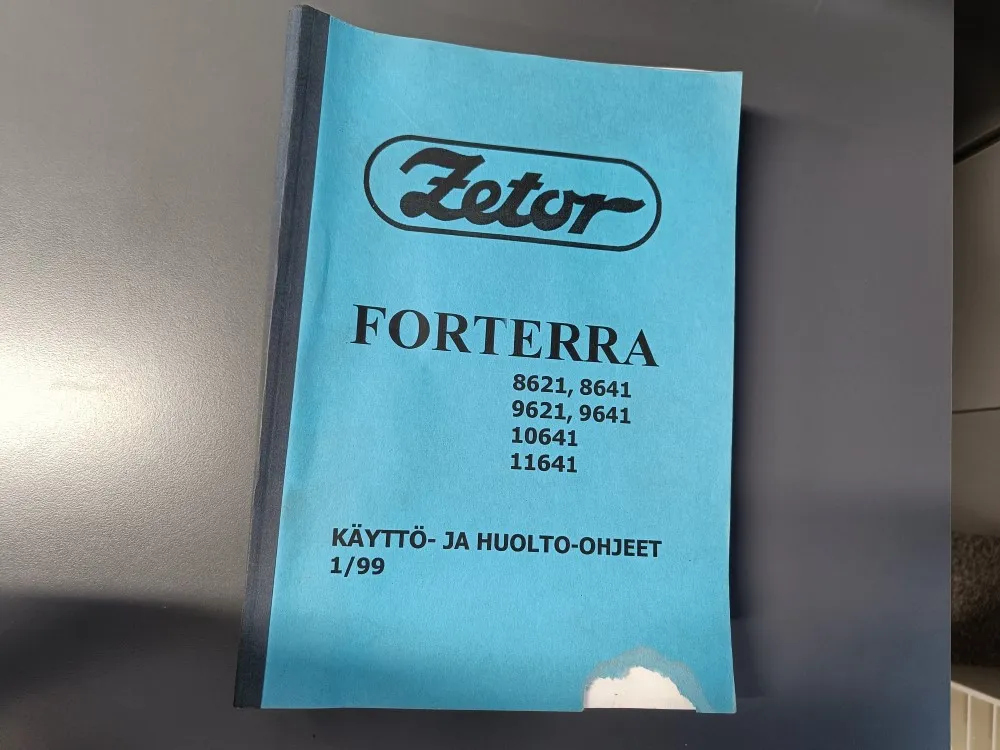 Zetor
FORTERRA
8621, 8641
9621, 9641
10641
11641
KÄYTTÖ- JA HUOLTO-OHJEET
1/99